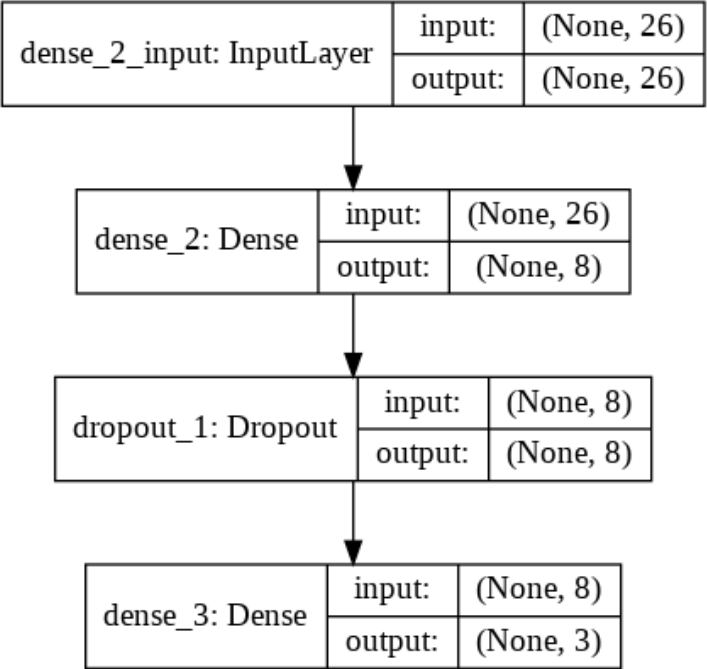 dense_2_input: InputLayer
input: (None, 26)
output: (None, 26)
dense_2: Dense
input: (None, 26)
output: (None, 8)
dropout_1: Dropout
input: (None, 8)
output: (None, 8)
dense_3: Dense
input: (None, 8)
output: (None, 3)